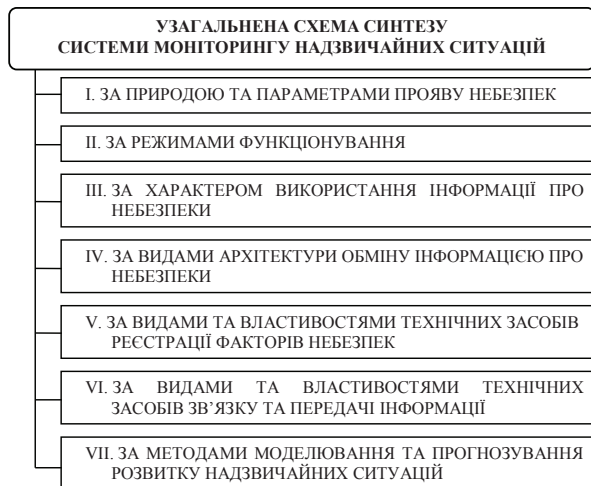 УЗАГАЛЬНЕНА СХЕМА СИНТЕЗУ
СИСТЕМИ МОНІТОРИНГУ НАДЗВИЧАЙНИХ СИТУАЦІЙ
I. ЗА ПРИРОДОЮ ТА ПАРАМЕТРАМИ ПРОЯВУ НЕБЕЗПЕК
II. ЗА РЕЖИМАМИ ФУНКЦІОНУВАННЯ
III. ЗА ХАРАКТЕРОМ ВИКОРИСТАННЯ ІНФОРМАЦІЇ ПРО
НЕБЕЗПЕКИ
IV. ЗА ВИДАМИ АРХІТЕКТУРИ ОБМІНУ ІНФОРМАЦІЄЮ ПРО
НЕБЕЗПЕКИ
V. ЗА ВИДАМИ ТА ВЛАСТИВОСТЯМИ ТЕХНІЧНИХ ЗАСОБІВ
РЕЄСТРАЦІЇ ФАКТОРІВ НЕБЕЗПЕК
VI. ЗА ВИДАМИ ТА ВЛАСТИВОСТЯМИ ТЕХНІЧНИХ
ЗАСОБІВ ЗВ’ЯЗКУ ТА ПЕРЕДАЧІ ІНФОРМАЦІЇ
VII. ЗА МЕТОДАМИ МОДЕЛЮВАННЯ ТА ПРОГНОЗУВАННЯ
РОЗВИТКУ НАДЗВИЧАЙНИХ СИТУАЦІЙ